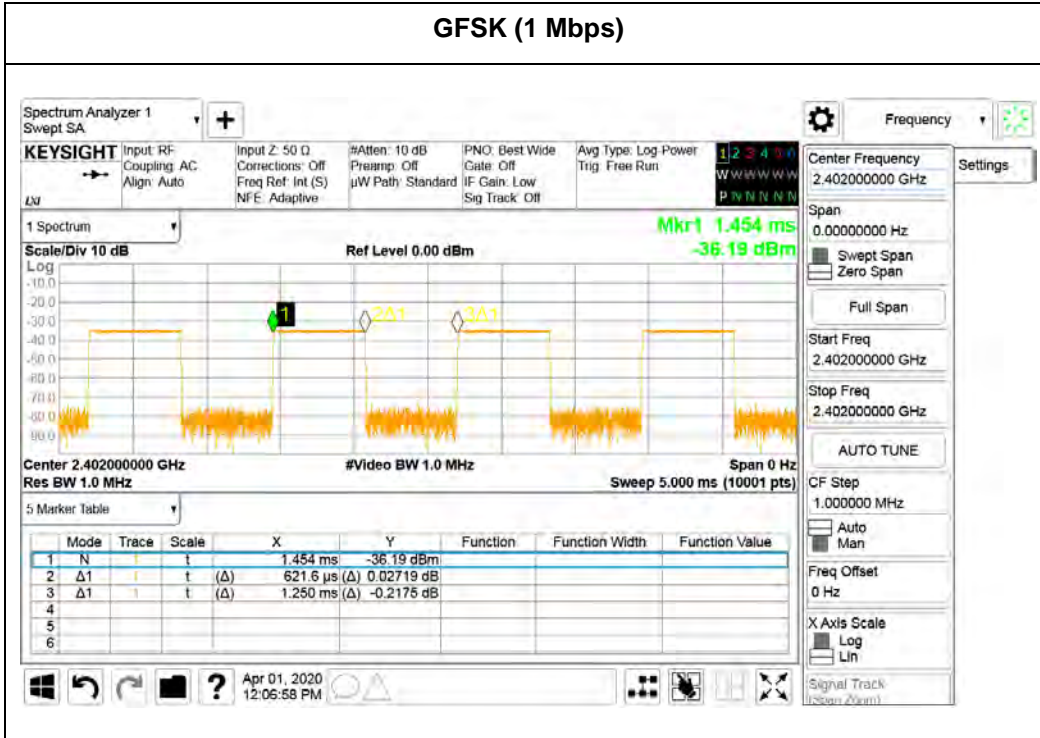 GFSK (1 Mbps)
Spectrum Analyzer 1
Swept SA
+
Frequency
KEYSIGHT
Input: RF
Coupling: AC
Align: Auto
Input Z: 50 Ω
Corrections: Off
Freq Ref: Int (S)
NFE: Adaptive
#Atten: 10 dB
Preamp: Off
µW Path: Standard
PNO: Best Wide
Gate: Off
IF Gain: Low
Sig Track: Off
Avg Type: Log-Power
Trig: Free Run
1 2 3 4
W W W W W W
P N N N N N
Center Frequency
2.402000000 GHz
Settings
Span
0.00000000 Hz
Swept Span
Zero Span
Full Span
Start Freq
2.402000000 GHz
Stop Freq
2.402000000 GHz
AUTO TUNE
CF Step
1.000000 MHz
Auto
Man
Freq Offset
0 Hz
X Axis Scale
Log
Lin
Signal Track
(Span Zoom)
1 Spectrum
Mkr1 1.454 ms
-36.19 dBm
Scale/Div 10 dB
Ref Level 0.00 dBm
Log
-10.0
-20.0
-30.0
-40.0
-50.0
-60.0
-70.0
-80.0
-90.0
1
2Δ1
3Δ1
Center 2.402000000 GHz
#Video BW 1.0 MHz
Span 0 Hz
Res BW 1.0 MHz
Sweep 5.000 ms (10001 pts)
5 Marker Table
Mode Trace Scale X Y Function Function Width Function Value
1 N 1 t 1.454 ms -36.19 dBm
2 Δ1 1 t (Δ) 621.6 µs (Δ) 0.02719 dB
3 Δ1 1 t (Δ) 1.250 ms (Δ) -0.2175 dB
4
5
6
?
Apr 01, 2020
12:06:58 PM